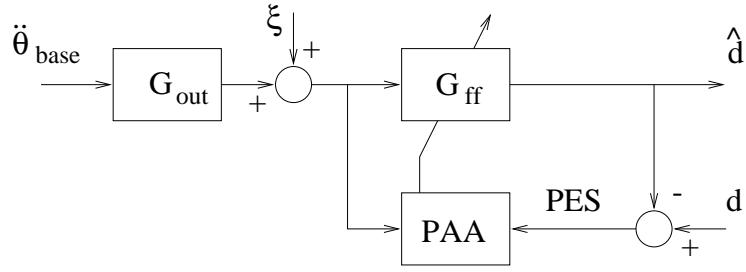 θ̈ base
G out
ξ
+
+
G ff
d̂
PAA
PES
-
+
d